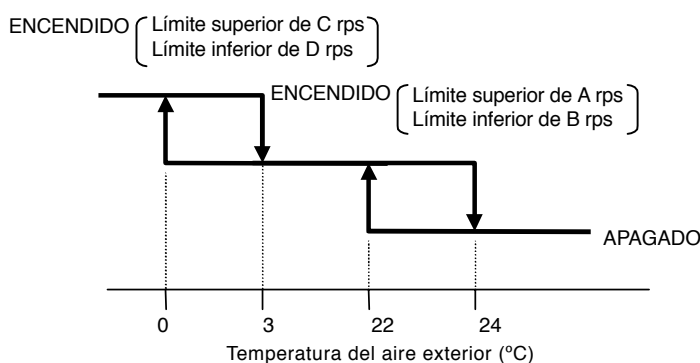 ENCENDIDO
Límite superior de C rps
Límite inferior de D rps
ENCENDIDO
Límite superior de A rps
Límite inferior de B rps
APAGADO
0 3 22 24
Temperatura del aire exterior (ºC)